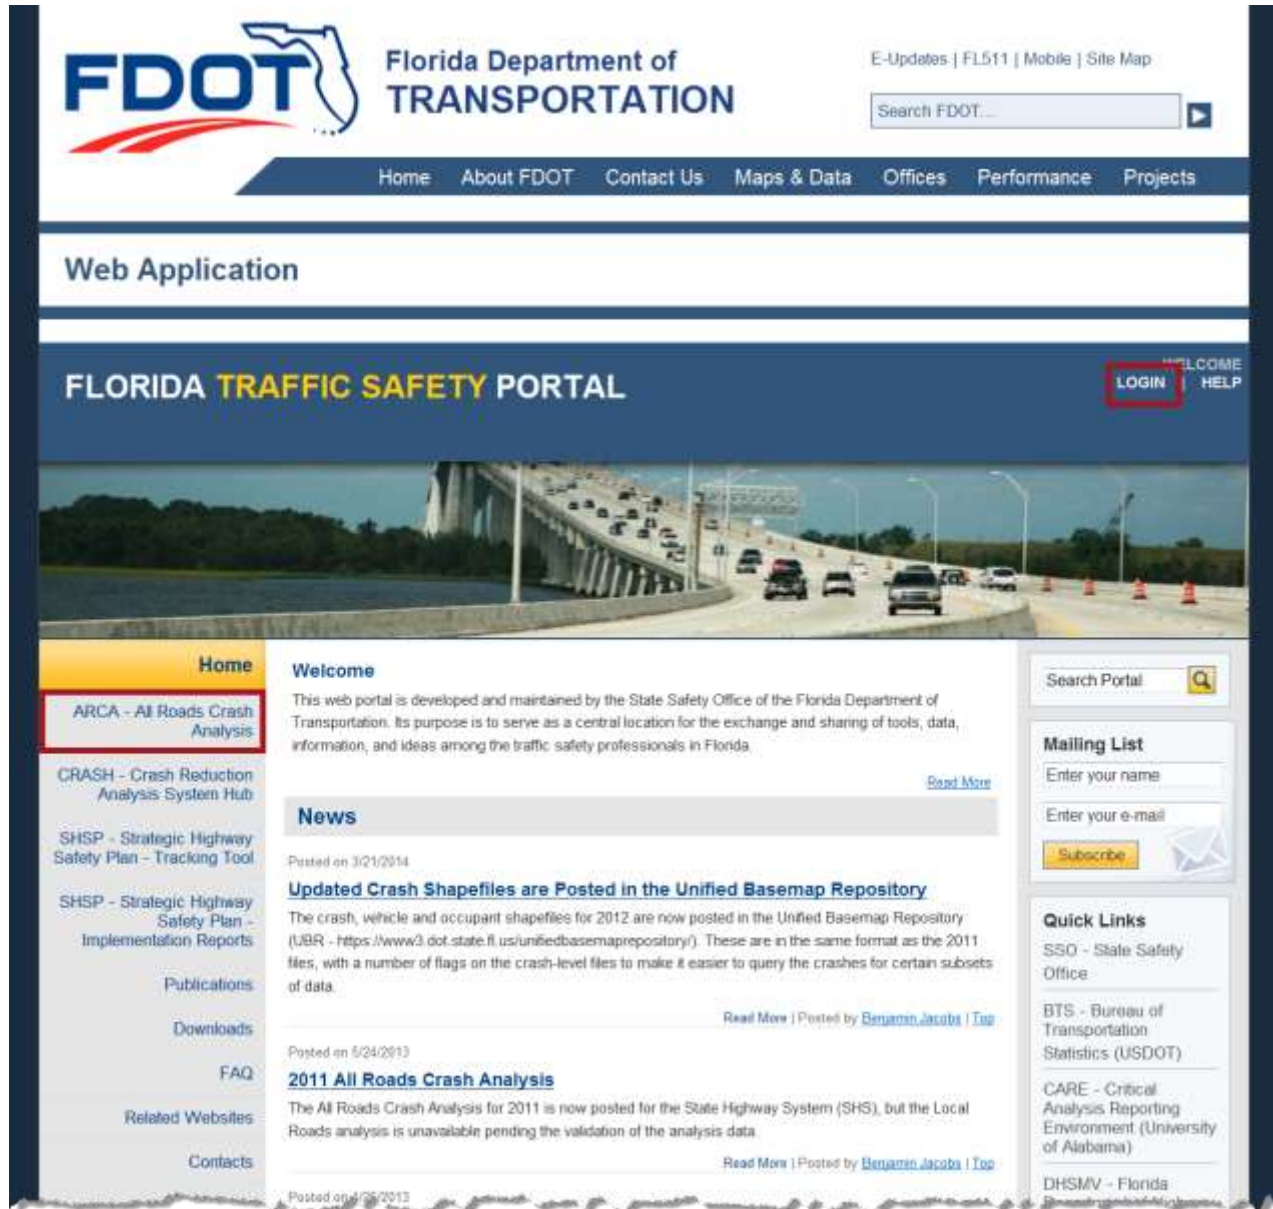 FDOT
Florida Department of
TRANSPORTATION
E-Updates | FL511 | Mobile | Site Map
Search FDOT...
Home About FDOT Contact Us Maps & Data Offices Performance Projects
Web Application
FLORIDA TRAFFIC SAFETY PORTAL
WELCOME
LOGIN | HELP
Home
ARCA - All Roads Crash
Analysis
CRASH - Crash Reduction
Analysis System Hub
SHSP - Strategic Highway
Safety Plan - Tracking Tool
SHSP - Strategic Highway
Safety Plan -
Implementation Reports
Publications
Downloads
FAQ
Related Websites
Contacts
Welcome
This web portal is developed and maintained by the State Safety Office of the Florida Department of
Transportation. Its purpose is to serve as a central location for the exchange and sharing of tools, data,
information, and ideas among the traffic safety professionals in Florida.
Read More
News
Posted on 3/21/2014
Updated Crash Shapefiles are Posted in the Unified Basemap Repository
The crash, vehicle and occupant shapefiles for 2012 are now posted in the Unified Basemap Repository
(UBR - https://www3.dot.state.fl.us/unifiedbasemaprepository/). These are in the same format as the 2011
files, with a number of flags on the crash-level files to make it easier to query the crashes for certain subsets
of data.
Read More | Posted by Benjamin Jacobs | Top
Posted on 5/24/2013
2011 All Roads Crash Analysis
The All Roads Crash Analysis for 2011 is now posted for the State Highway System (SHS), but the Local
Roads analysis is unavailable pending the validation of the analysis data.
Read More | Posted by Benjamin Jacobs | Top
Posted on 4/25/2013
Search Portal
Mailing List
Enter your name
Enter your e-mail
Subscribe
Quick Links
SSO - State Safety
Office
BTS - Bureau of
Transportation
Statistics (USDOT)
CARE - Critical
Analysis Reporting
Environment (University
of Alabama)
DHSMV - Florida